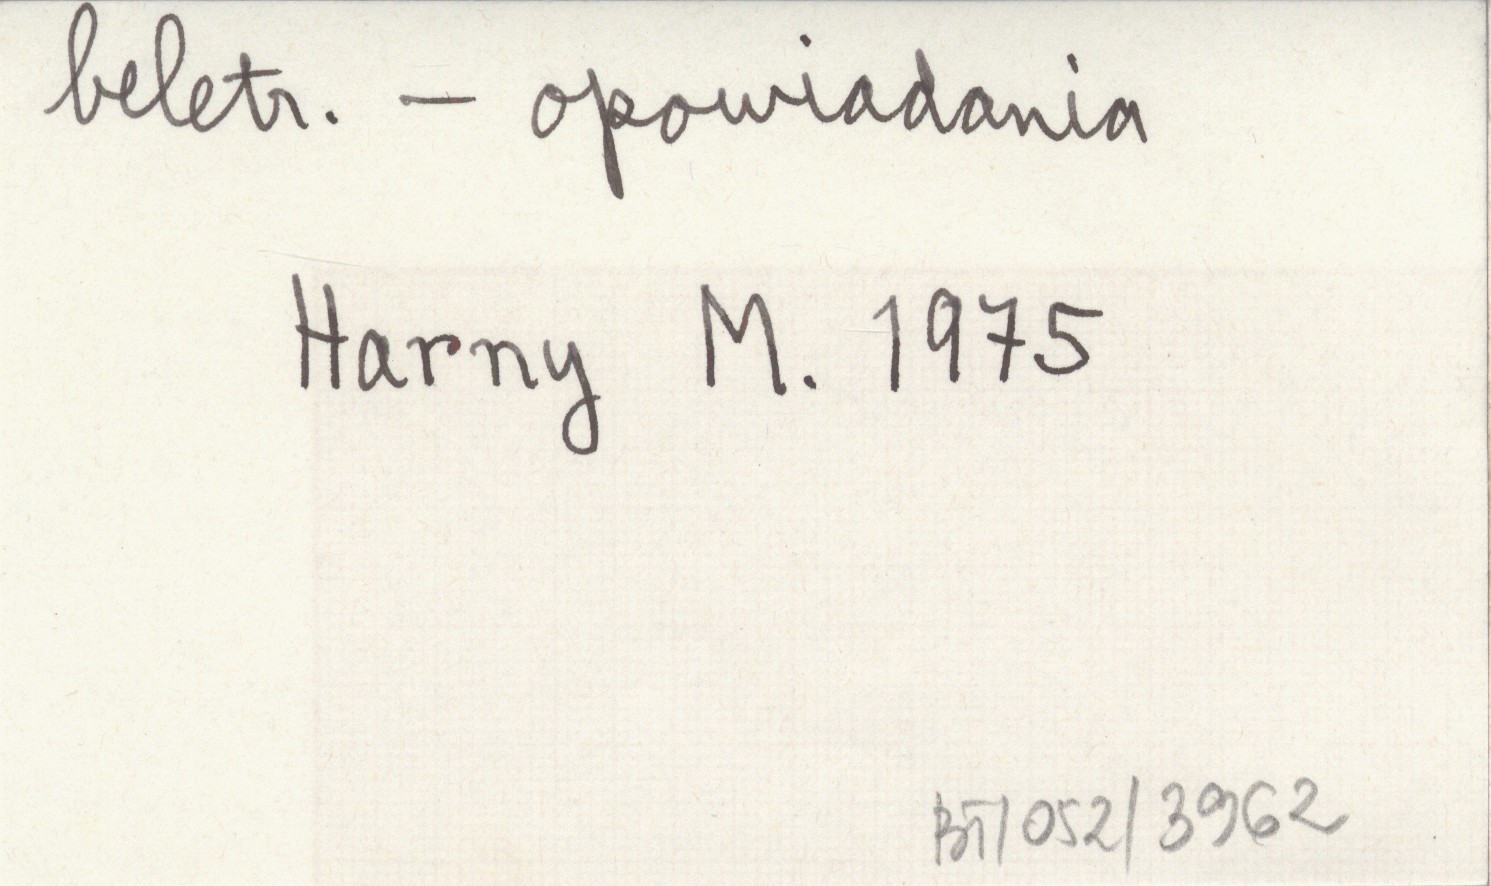 beletr. – opowiadania
Harny M. 1975
BT/052/3962